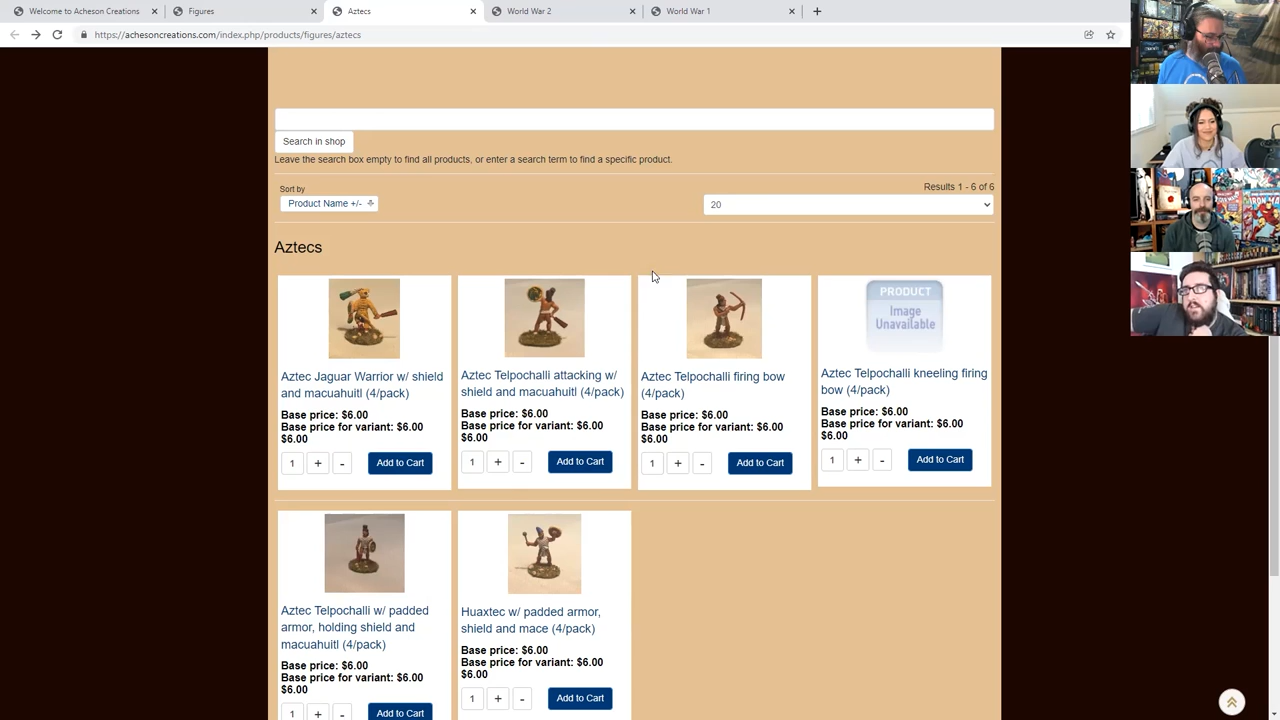 Welcome to Acheson Creations
Figures
Aztecs
World War 2
World War 1
https://achesoncreations.com/index.php/products/figures/aztecs
Search in shop
Leave the search box empty to find all products, or enter a search term to find a specific product.
Results 1 - 6 of 6
Sort by
Product Name +/-
20
Aztecs
PRODUCT
Image
Unavailable
Aztec Jaguar Warrior w/ shield
and macuahuitl (4/pack)
Base price: $6.00
Base price for variant: $6.00
$6.00
1 + -
Add to Cart
Aztec Telpochalli attacking w/
shield and macuahuitl (4/pack)
Base price: $6.00
Base price for variant: $6.00
$6.00
1 + -
Add to Cart
Aztec Telpochalli firing bow
(4/pack)
Base price: $6.00
Base price for variant: $6.00
$6.00
1 + -
Add to Cart
Aztec Telpochalli kneeling firing
bow (4/pack)
Base price: $6.00
Base price for variant: $6.00
$6.00
1 + -
Add to Cart
Aztec Telpochalli w/ padded
armor, holding shield and
macuahuitl (4/pack)
Base price: $6.00
Base price for variant: $6.00
$6.00
1 + -
Add to Cart
Huaxtec w/ padded armor,
shield and mace (4/pack)
Base price: $6.00
Base price for variant: $6.00
$6.00
1 + -
Add to Cart
IRON MAN